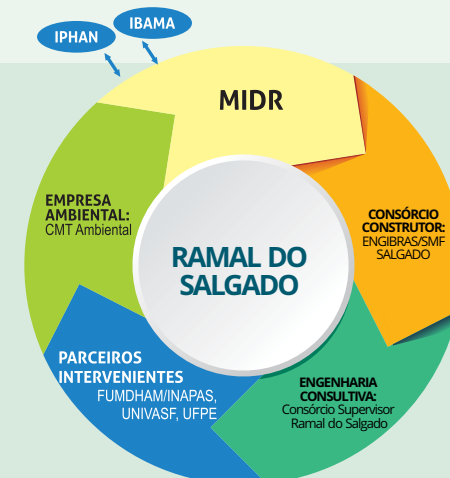 IPHAN
IBAMA
MIDR
EMPRESA
AMBIENTAL:
CMT Ambiental
CONSÓRCIO
CONSTRUTOR:
ENGIBRAS/SMF
SALGADO
RAMAL DO
SALGADO
PARCEIROS
INTERVENIENTES
FUMDHAM/INAPAS,
UNIVASF, UFPE
ENGENHARIA
CONSULTIVA:
Consórcio Supervisor
Ramal do Salgado